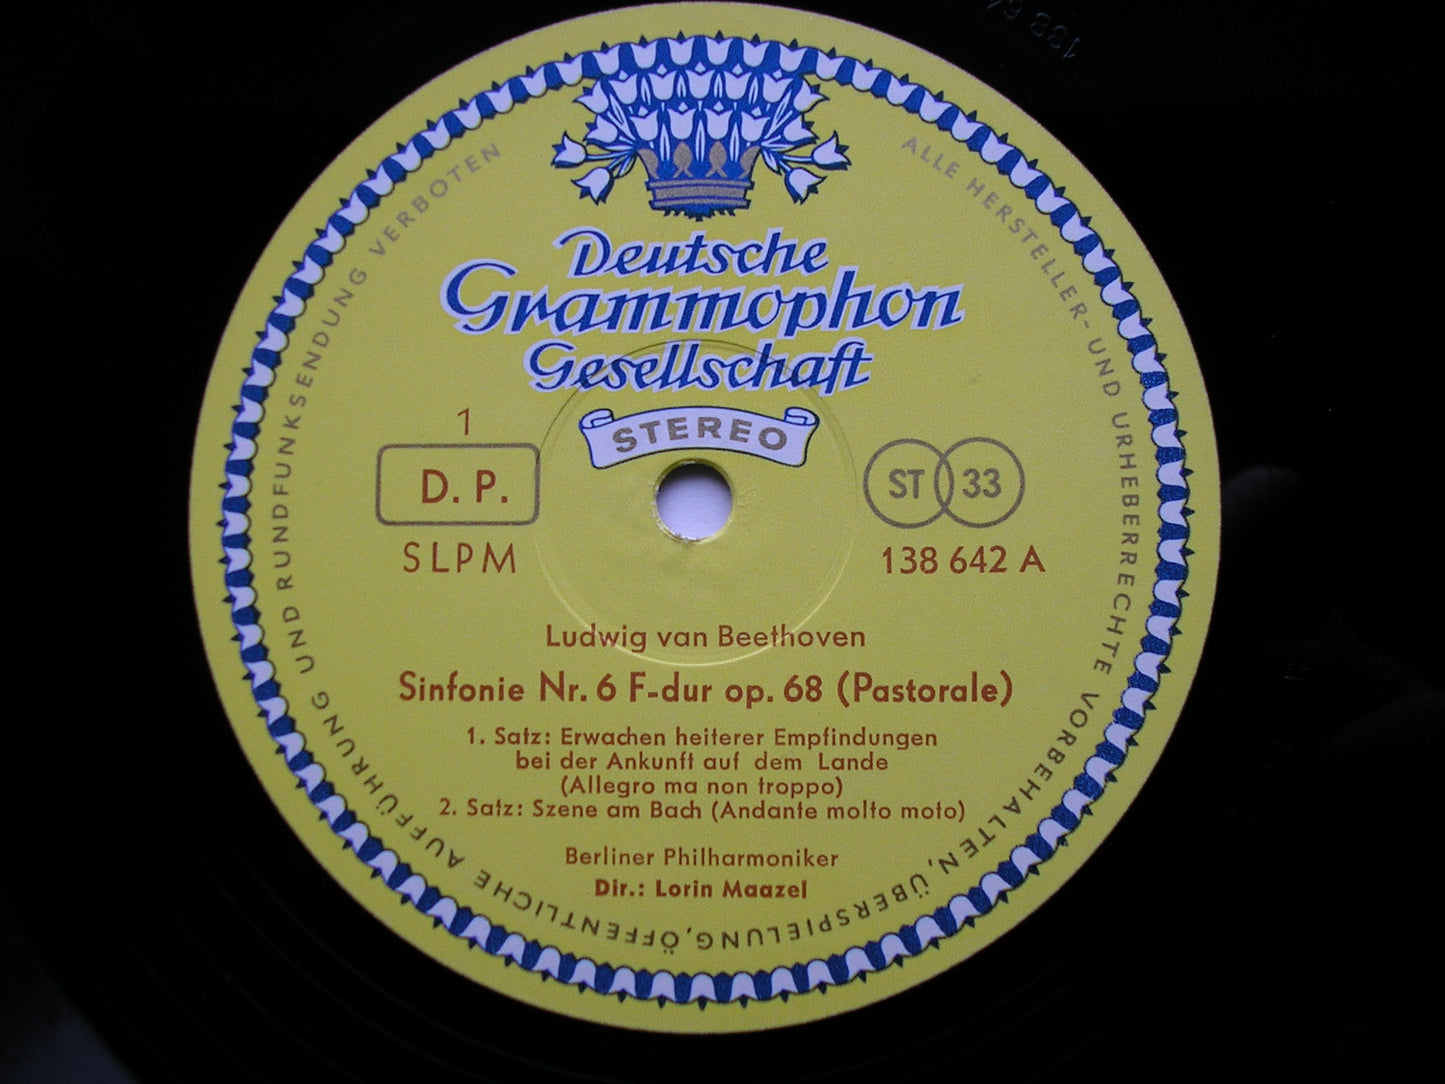 Deutsche
Grammophon
Gesellschaft
STEREO
1
D. P.
SLPM
ST 33
138 642 A
Ludwig van Beethoven
Sinfonie Nr. 6 F-dur op. 68 (Pastorale)
1. Satz: Erwachen heiterer Empfindungen
bei der Ankunft auf dem Lande
(Allegro ma non troppo)
2. Satz: Szene am Bach (Andante molto moto)
Berliner Philharmoniker
Dir.: Lorin Maazel
ALLE HERSTELLER- UND URHEBERRECHTE VORBEHALTEN, ÜBERSPIELUNG, ÖFFENTLICHE AUFFÜHRUNG UND RUNDFUNKSENDUNG VERBOTEN